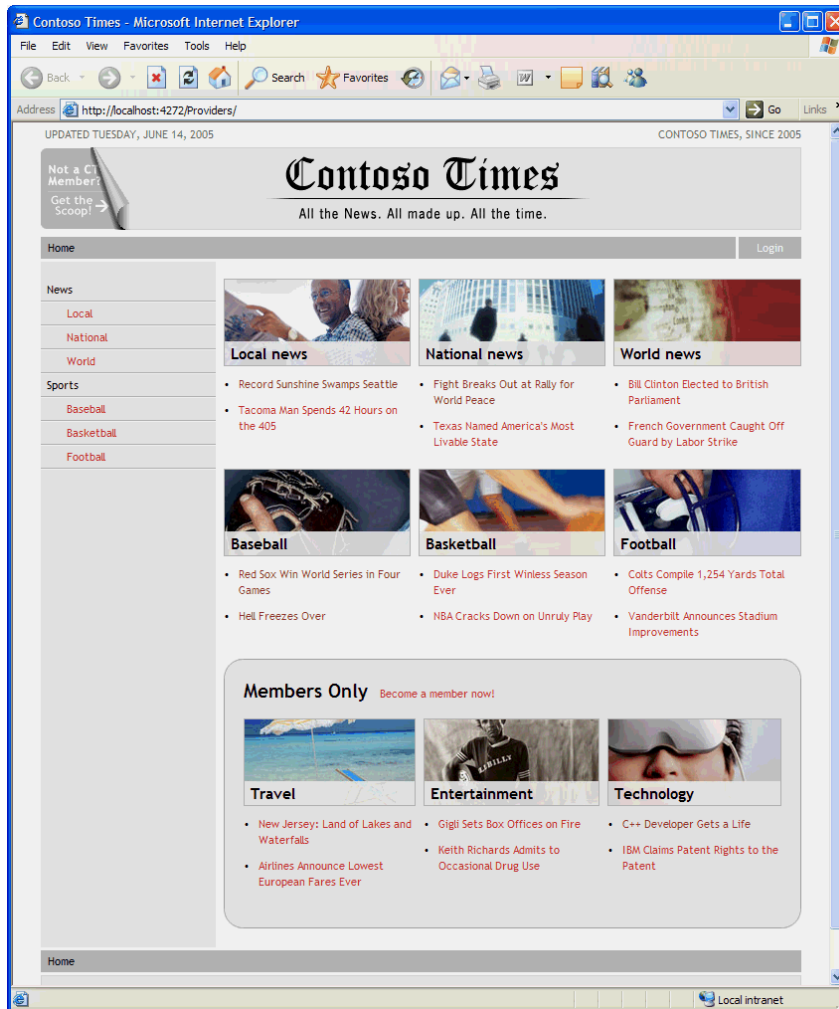 Contoso Times - Microsoft Internet Explorer
File Edit View Favorites Tools Help
Back Search Favorites
Address http://localhost:4272/Providers/ Go Links
UPDATED TUESDAY, JUNE 14, 2005 CONTOSO TIMES, SINCE 2005
Not a CT
Member?
Get the
Scoop!
Contoso Times
All the News. All made up. All the time.
Home Login
News
Local
National
World
Sports
Baseball
Basketball
Football
Local news
Record Sunshine Swamps Seattle
Tacoma Man Spends 42 Hours on
the 405
National news
Fight Breaks Out at Rally for
World Peace
Texas Named America's Most
Livable State
World news
Bill Clinton Elected to British
Parliament
French Government Caught Off
Guard by Labor Strike
Baseball
Red Sox Win World Series in Four
Games
Hell Freezes Over
Basketball
Duke Logs First Winless Season
Ever
NBA Cracks Down on Unruly Play
Football
Colts Compile 1,254 Yards Total
Offense
Vanderbilt Announces Stadium
Improvements
Members Only Become a member now!
Travel
New Jersey: Land of Lakes and
Waterfalls
Airlines Announce Lowest
European Fares Ever
LIBILLY
Entertainment
Gigli Sets Box Offices on Fire
Keith Richards Admits to
Occasional Drug Use
Technology
C++ Developer Gets a Life
IBM Claims Patent Rights to the
Patent
Home
Local intranet